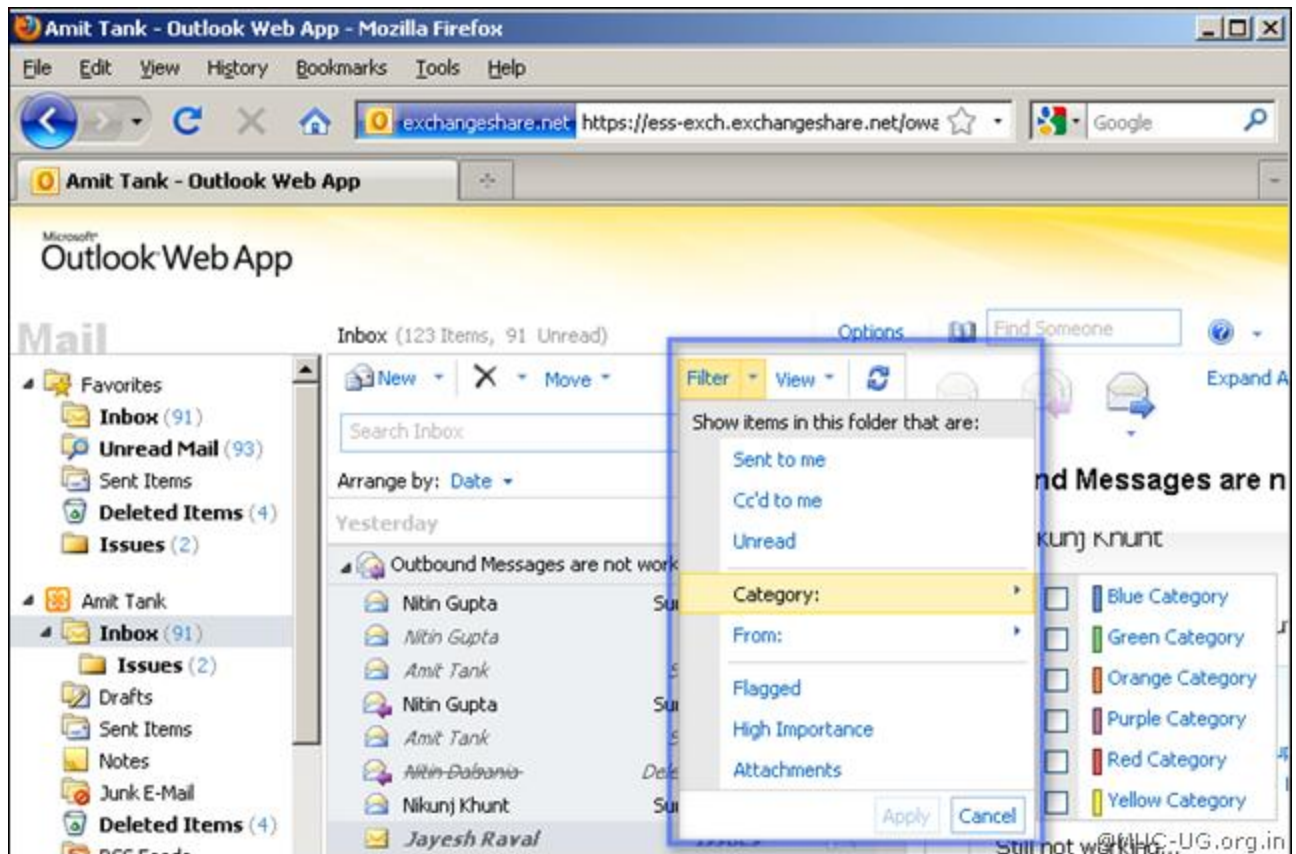 Amit Tank - Outlook Web App - Mozilla Firefox
File Edit View History Bookmarks Tools Help
exchangeshare.net https://ess-exch.exchangeshare.net/owa Google
Amit Tank - Outlook Web App
Microsoft
Outlook Web App
Mail
Inbox (123 Items, 91 Unread) Options Find Someone
New Move Filter View Expand A
Search Inbox
Arrange by: Date
Yesterday
Outbound Messages are not work
Nitin Gupta Su
Nitin Gupta
Amit Tank S
Nitin Gupta Su
Amit Tank S
Nitin Dalsania Dele
Nikunj Khunt Su
Jayesh Raval
Favorites
Inbox (91)
Unread Mail (93)
Sent Items
Deleted Items (4)
Issues (2)
Amit Tank
Inbox (91)
Issues (2)
Drafts
Sent Items
Notes
Junk E-Mail
Deleted Items (4)
Show items in this folder that are:
Sent to me
Cc'd to me
Unread
Category:
From:
Flagged
High Importance
Attachments
Apply Cancel
nd Messages are n
kunj Khunt
Blue Category
Green Category
Orange Category
Purple Category
Red Category
Yellow Category
Still not working...
@MUC-UG.org.in